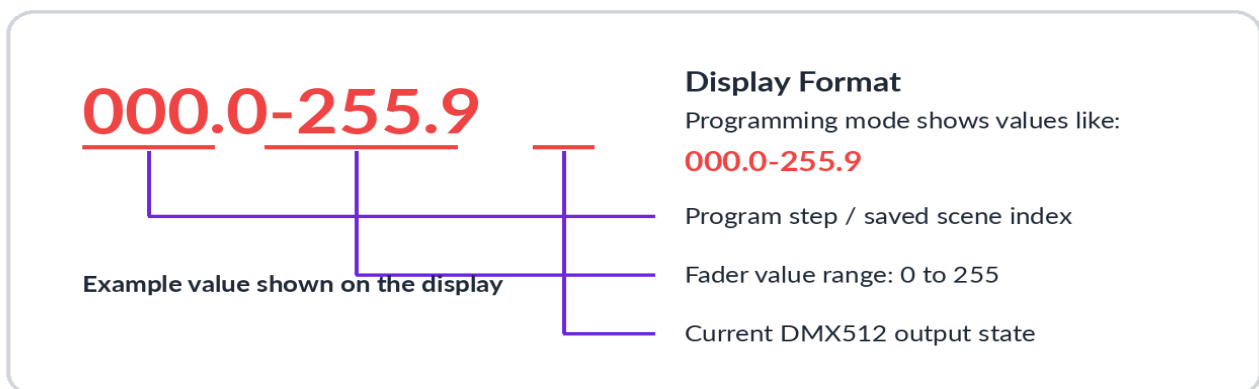 000.0-255.9
Example value shown on the display
Display Format
Programming mode shows values like:
000.0-255.9
Program step / saved scene index
Fader value range: 0 to 255
Current DMX512 output state